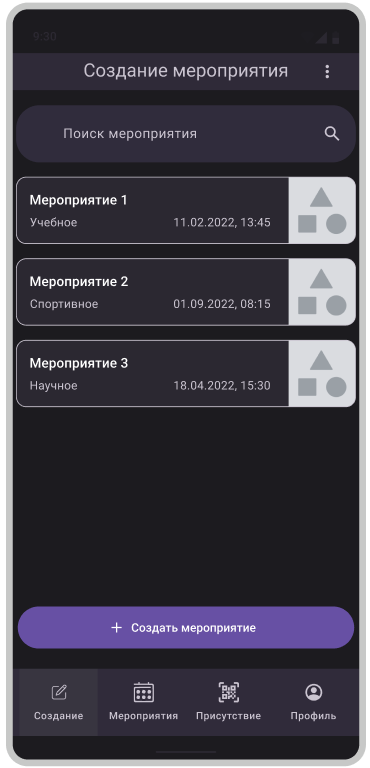 9:30
Создание мероприятия
Поиск мероприятия
Мероприятие 1
Учебное 11.02.2022, 13:45
Мероприятие 2
Спортивное 01.09.2022, 08:15
Мероприятие 3
Научное 18.04.2022, 15:30
+ Создать мероприятие
Создание Мероприятия Присутствие Профиль